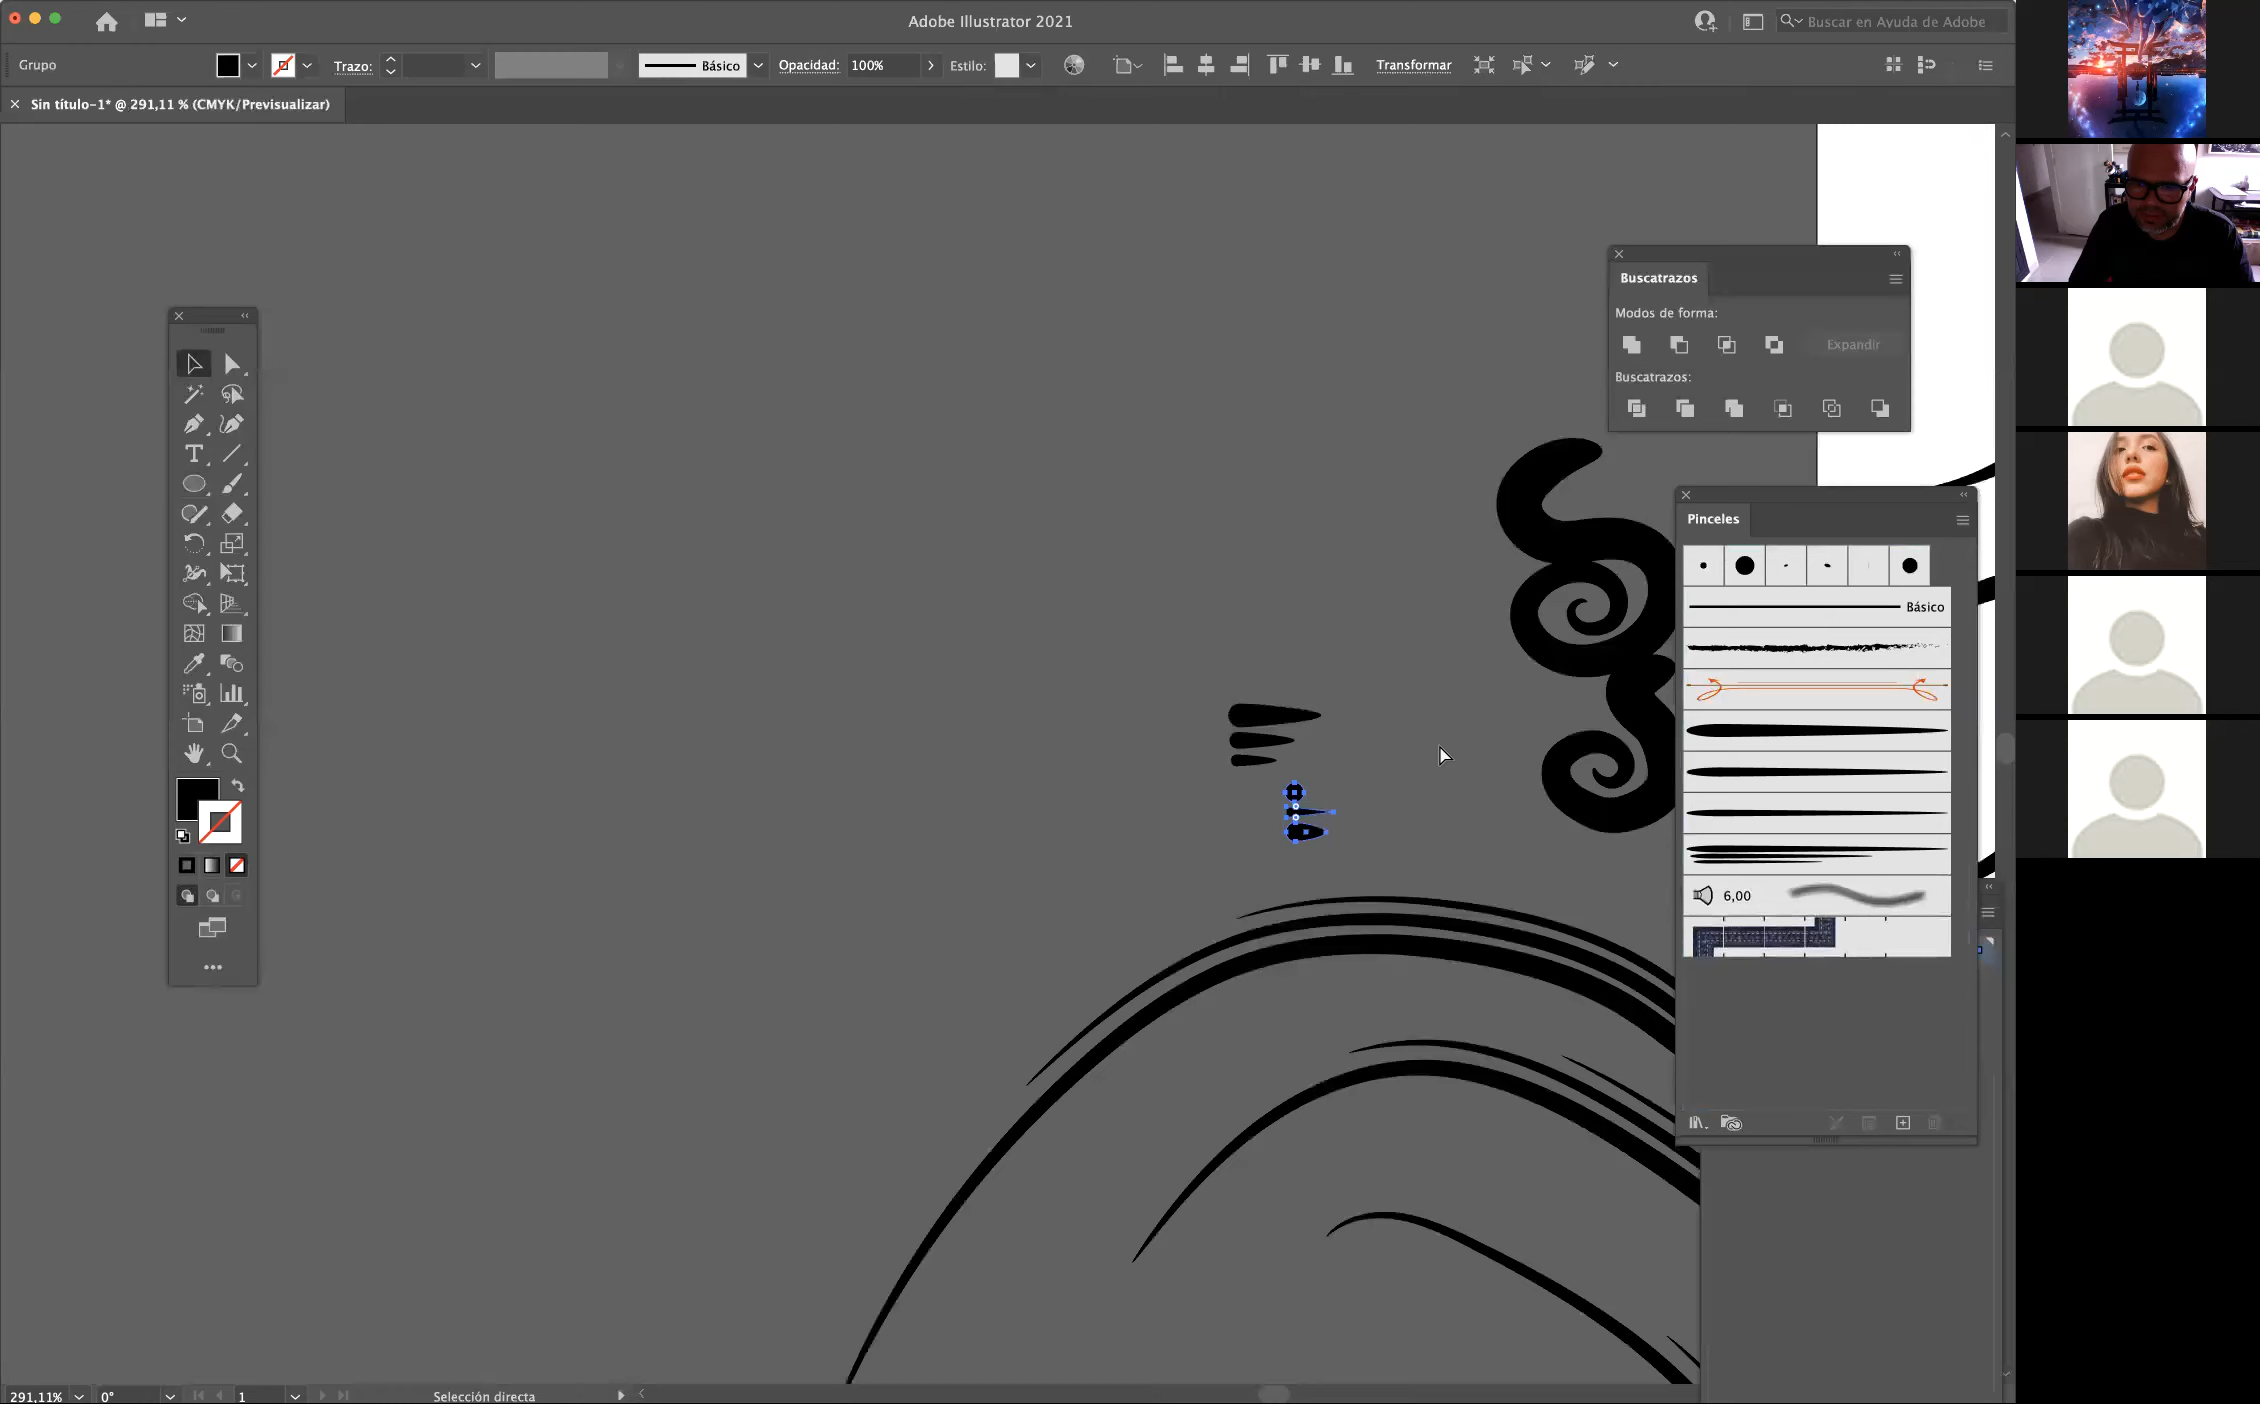 Adobe Illustrator 2021
Buscar en Ayuda de Adobe
Grupo
Trazo:
Básico
Opacidad:
100%
Estilo:
Transformar
Sin título-1* @ 291,11 % (CMYK/Previsualizar)
Buscatrazos
Modos de forma:
Expandir
Buscatrazos:
Pinceles
Básico
6,00
291,11%
0°
1
Selección directa